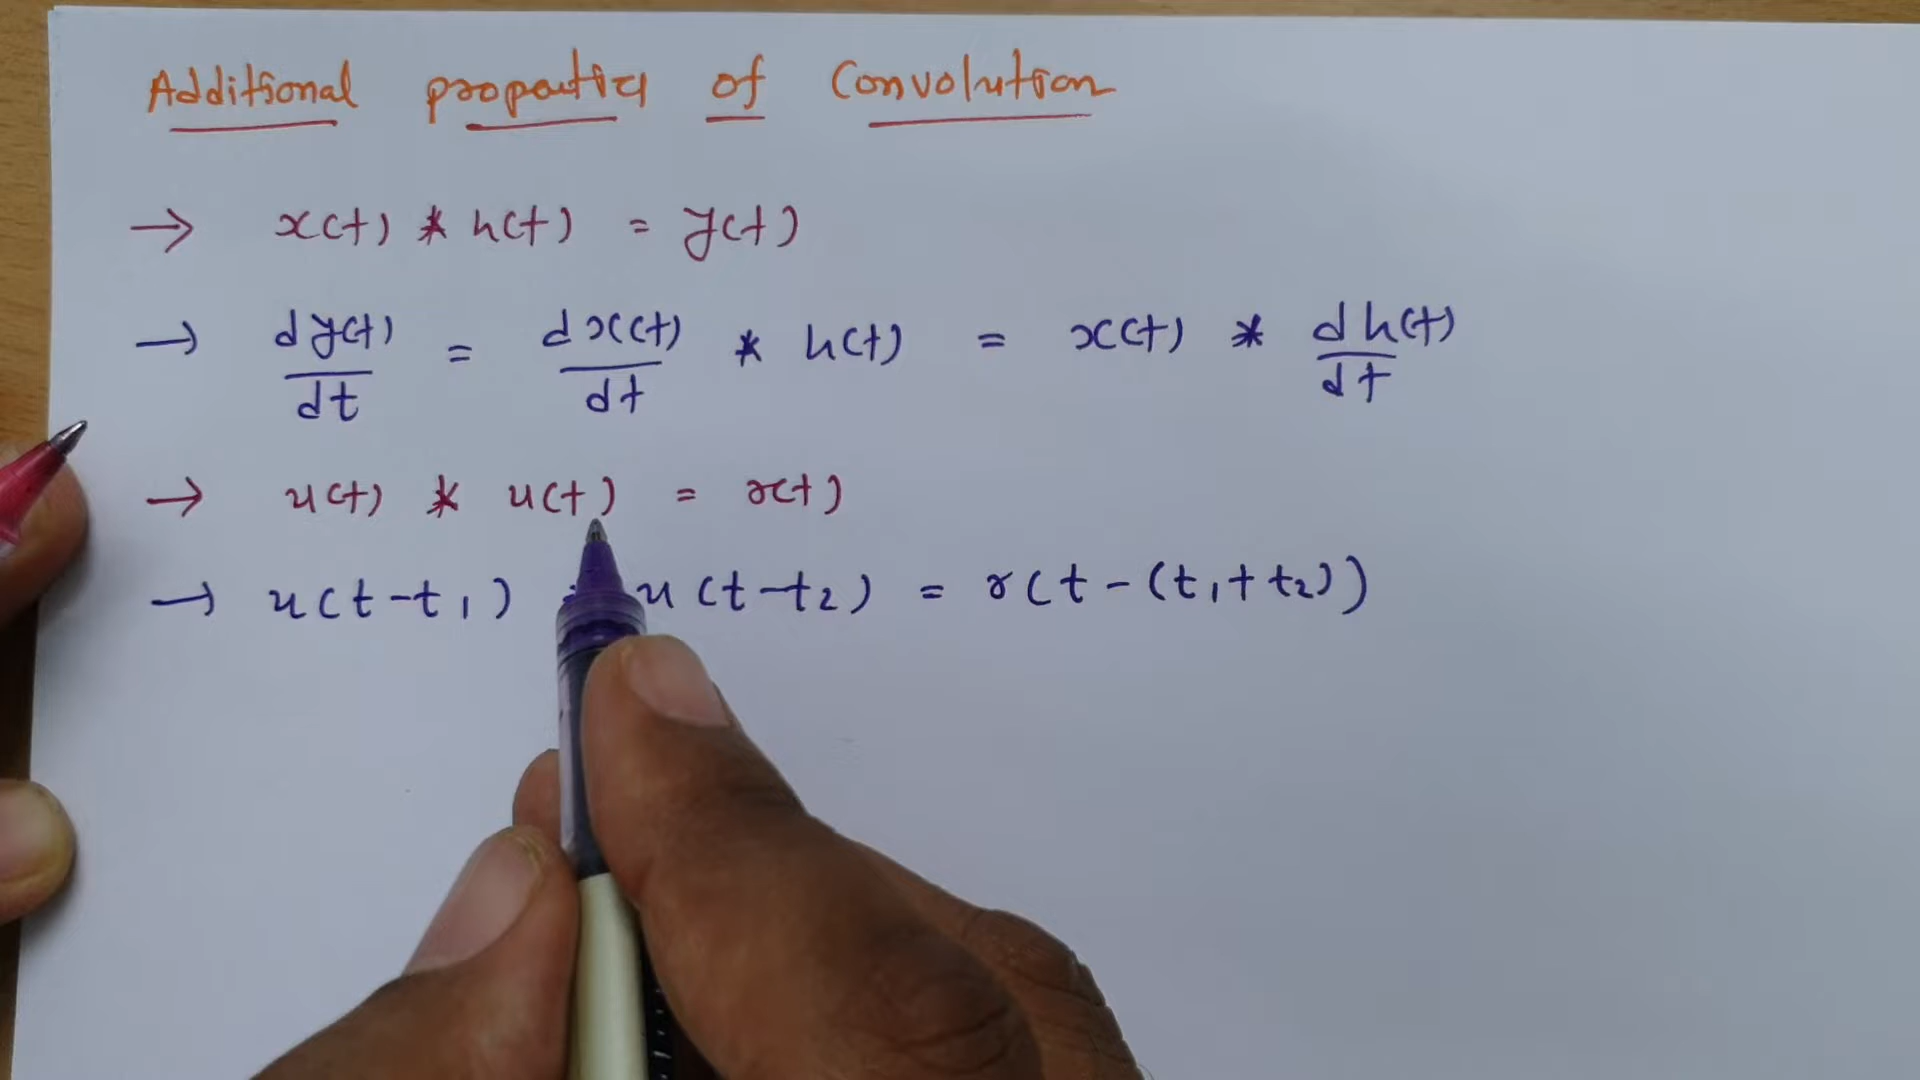 Additional properties of Convolution
→ x(t) * h(t) = y(t)
→ dy(t)/dt = dx(t)/dt * h(t) = x(t) * dh(t)/dt
→ u(t) * u(t) = r(t)
→ u(t-t₁) u(t-t₂) = r(t-(t₁+t₂))